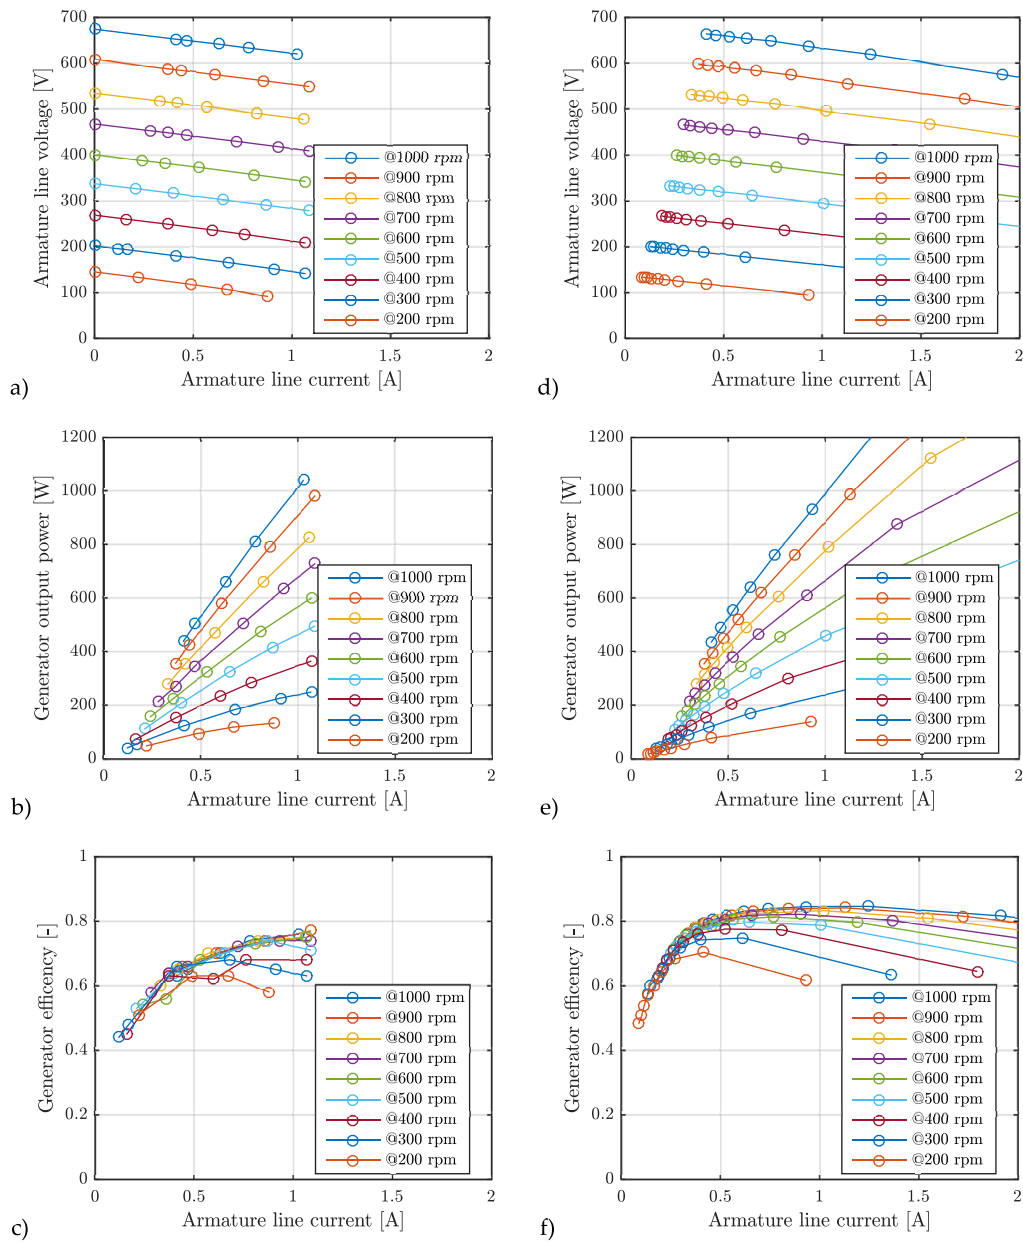 700
600
500
400
300
200
100
0
Armature line voltage [V]
@1000 rpm
@900 rpm
@800 rpm
@700 rpm
@600 rpm
@500 rpm
@400 rpm
@300 rpm
@200 rpm
0 0.5 1 1.5 2
Armature line current [A]
a)
700
600
500
400
300
200
100
0
Armature line voltage [V]
@1000 rpm
@900 rpm
@800 rpm
@700 rpm
@600 rpm
@500 rpm
@400 rpm
@300 rpm
@200 rpm
0 0.5 1 1.5 2
Armature line current [A]
d)
1200
1000
800
600
400
200
0
Generator output power [W]
@1000 rpm
@900 rpm
@800 rpm
@700 rpm
@600 rpm
@500 rpm
@400 rpm
@300 rpm
@200 rpm
0 0.5 1 1.5 2
Armature line current [A]
b)
1200
1000
800
600
400
200
0
Generator output power [W]
@1000 rpm
@900 rpm
@800 rpm
@700 rpm
@600 rpm
@500 rpm
@400 rpm
@300 rpm
@200 rpm
0 0.5 1 1.5 2
Armature line current [A]
e)
1
0.8
0.6
0.4
0.2
0
Generator efficency [-]
@1000 rpm
@900 rpm
@800 rpm
@700 rpm
@600 rpm
@500 rpm
@400 rpm
@300 rpm
@200 rpm
0 0.5 1 1.5 2
Armature line current [A]
c)
1
0.8
0.6
0.4
0.2
0
Generator efficency [-]
@1000 rpm
@900 rpm
@800 rpm
@700 rpm
@600 rpm
@500 rpm
@400 rpm
@300 rpm
@200 rpm
0 0.5 1 1.5 2
Armature line current [A]
f)